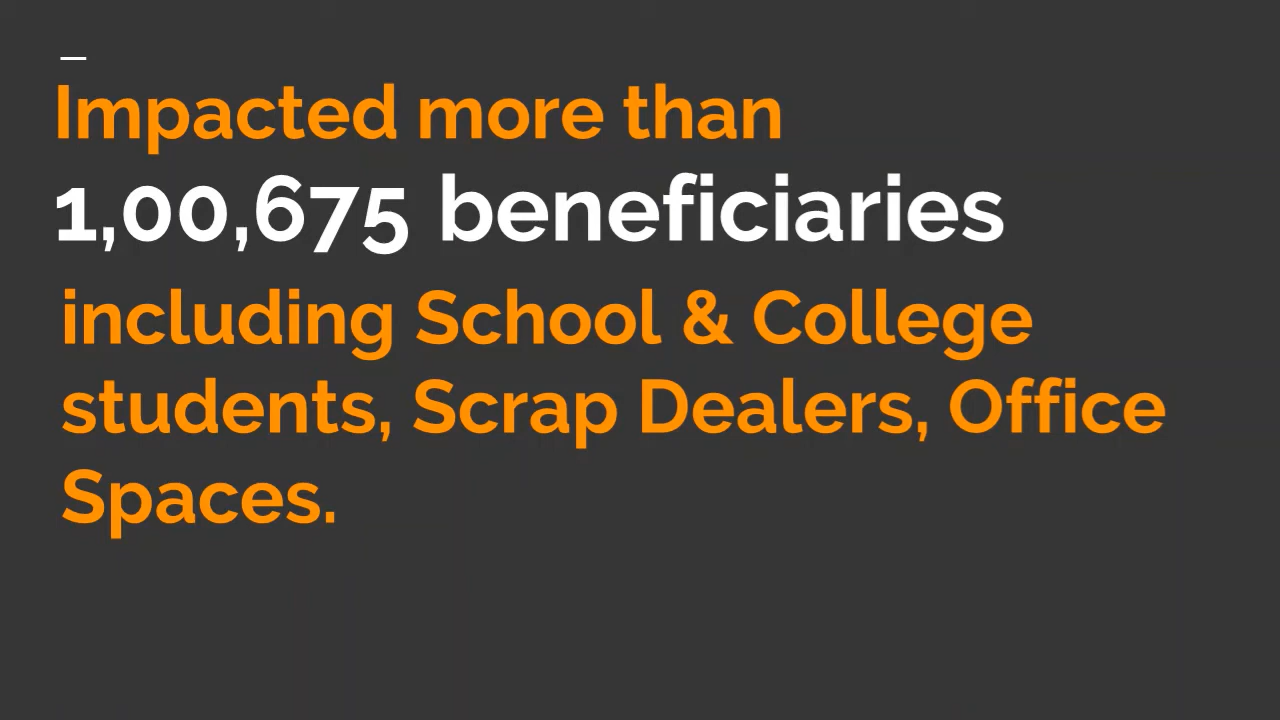 Impacted more than
1,00,675 beneficiaries
including School & College
students, Scrap Dealers, Office
Spaces.